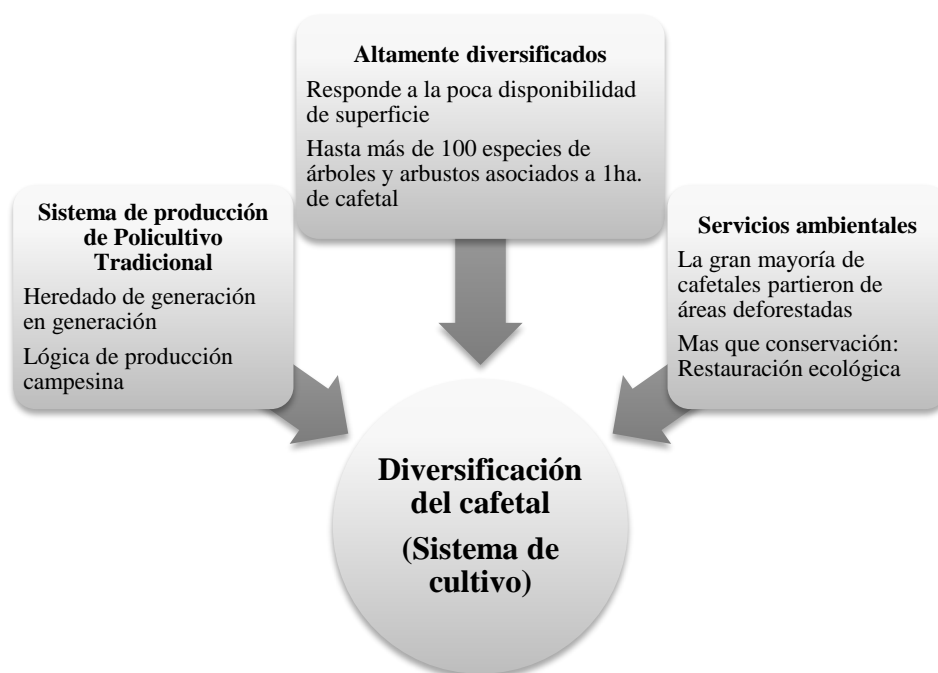 Altamente diversificados
Responde a la poca disponibilidad
de superficie
Hasta más de 100 especies de
árboles y arbustos asociados a 1ha.
de cafetal
Sistema de producción
de Policultivo
Tradicional
Heredado de generación
en generación
Lógica de producción
campesina
Servicios ambientales
La gran mayoría de
cafetales partieron de
áreas deforestadas
Mas que conservación:
Restauración ecológica
Diversificación
del cafetal
(Sistema de
cultivo)